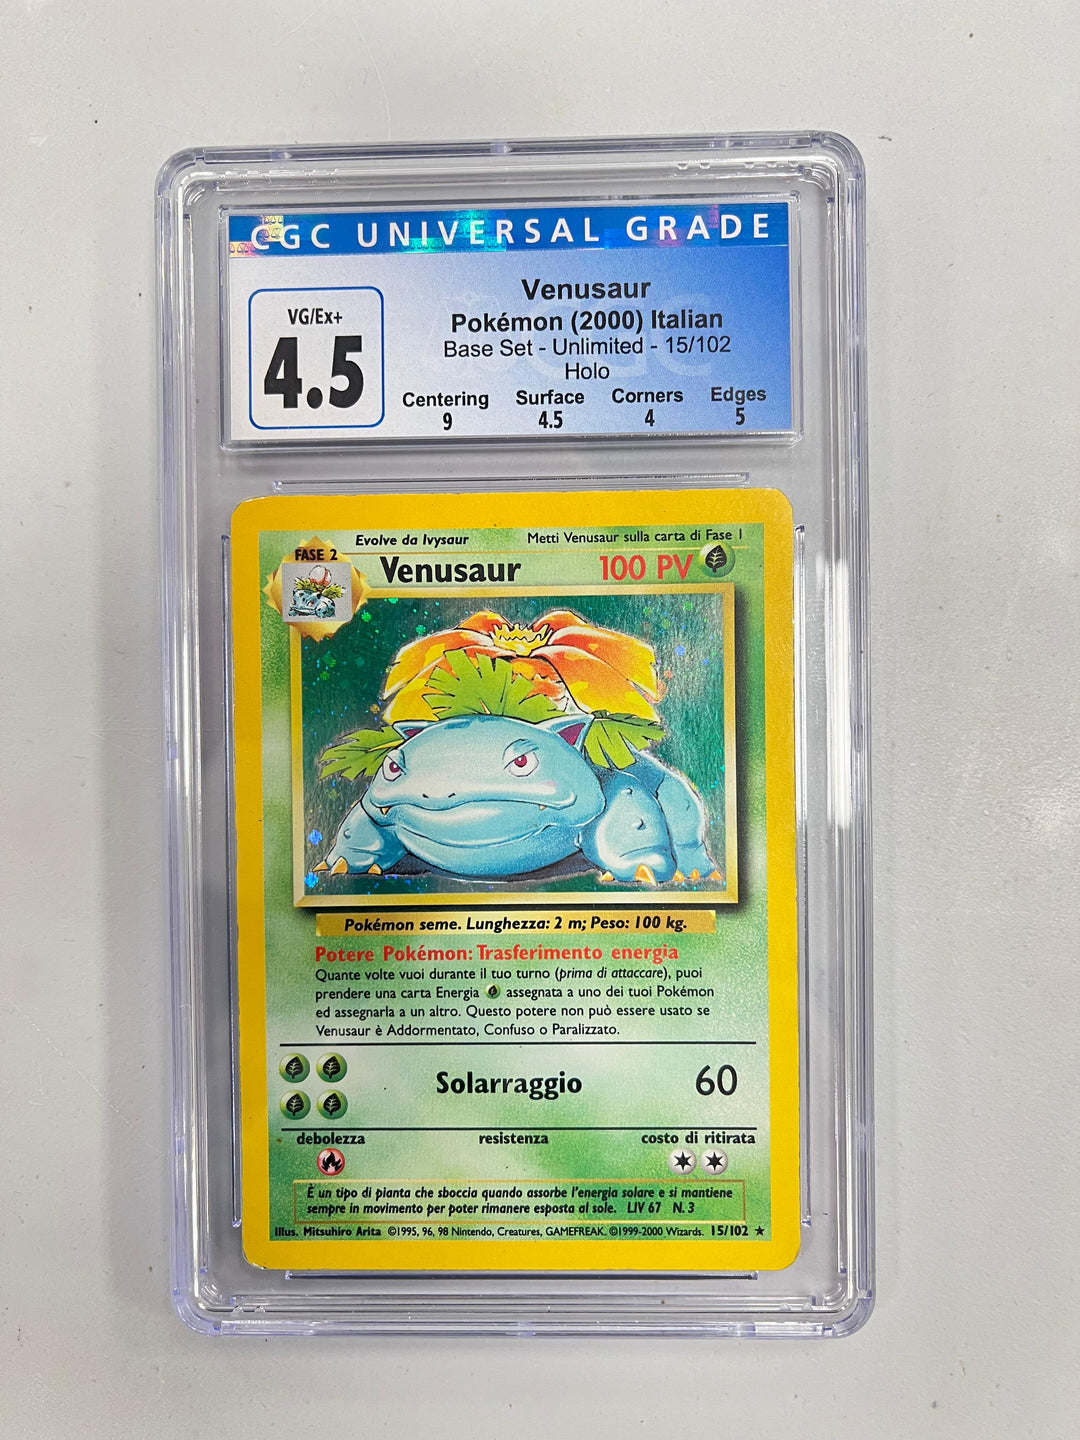 CGC UNIVERSAL GRADE
VG/Ex+
4.5
Venusaur
Pokémon (2000) Italian
Base Set - Unlimited - 15/102
Holo
Centering Surface Corners Edges
9 4.5 4 5
Evolve da Ivysaur Metti Venusaur sulla carta di Fase 1
FASE 2
Venusaur 100 PV
Pokémon seme. Lunghezza: 2 m; Peso: 100 kg.
Potere Pokémon: Trasferimento energia
Quante volte vuoi durante il tuo turno (prima di attaccare), puoi
prendere una carta Energia assegnata a uno dei tuoi Pokémon
ed assegnarla a un altro. Questo potere non può essere usato se
Venusaur è Addormentato, Confuso o Paralizzato.
Solarraggio 60
debolezza resistenza costo di ritirata
È un tipo di pianta che sboccia quando assorbe l'energia solare e si mantiene
sempre in movimento per poter rimanere esposta al sole. LIV 67 N. 3
Illus. Mitsuhiro Arita ©1995, 96, 98 Nintendo, Creatures, GAMEFREAK. ©1999-2000 Wizards. 15/102 ★